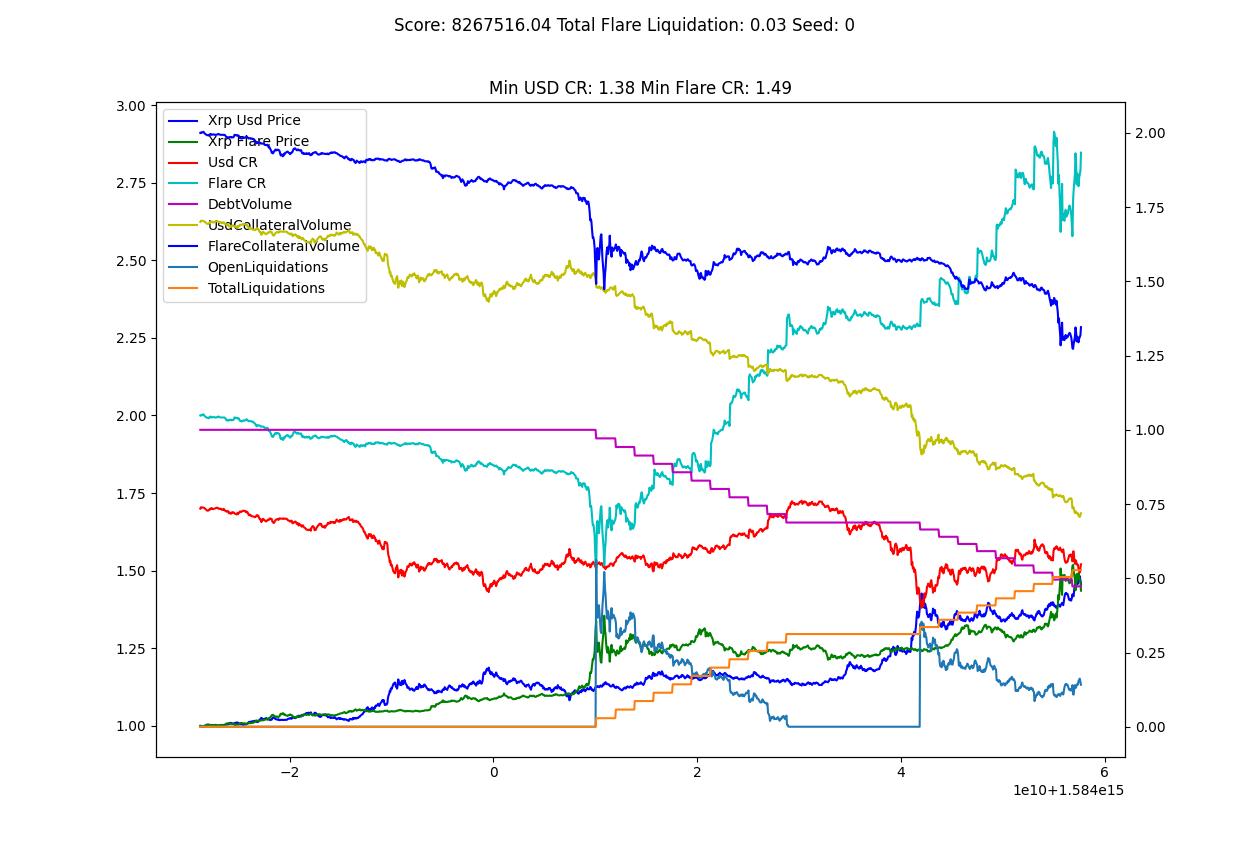 Score: 8267516.04 Total Flare Liquidation: 0.03 Seed: 0
Min USD CR: 1.38 Min Flare CR: 1.49
Xrp Usd Price
Xrp Flare Price
Usd CR
Flare CR
DebtVolume
UsdCollateralVolume
FlareCollateralVolume
OpenLiquidations
TotalLiquidations
3.00
2.75
2.50
2.25
2.00
1.75
1.50
1.25
1.00
2.00
1.75
1.50
1.25
1.00
0.75
0.50
0.25
0.00
−2
0
2
4
6
1e10+1.584e15